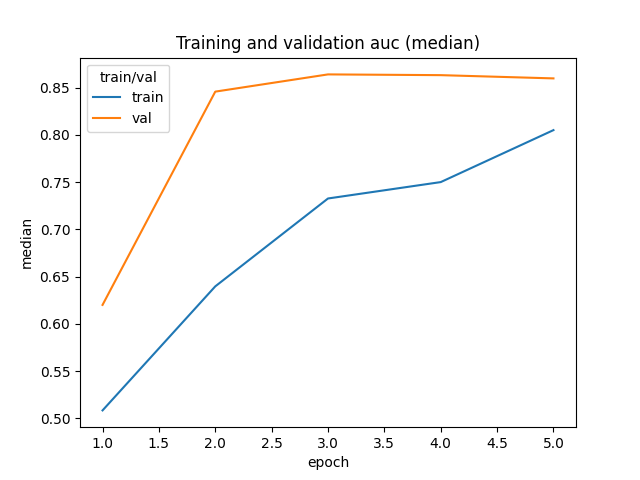 Training and validation auc (median)
train/val
train
val
0.85
0.80
0.75
0.70
0.65
0.60
0.55
0.50
median
1.0 1.5 2.0 2.5 3.0 3.5 4.0 4.5 5.0
epoch